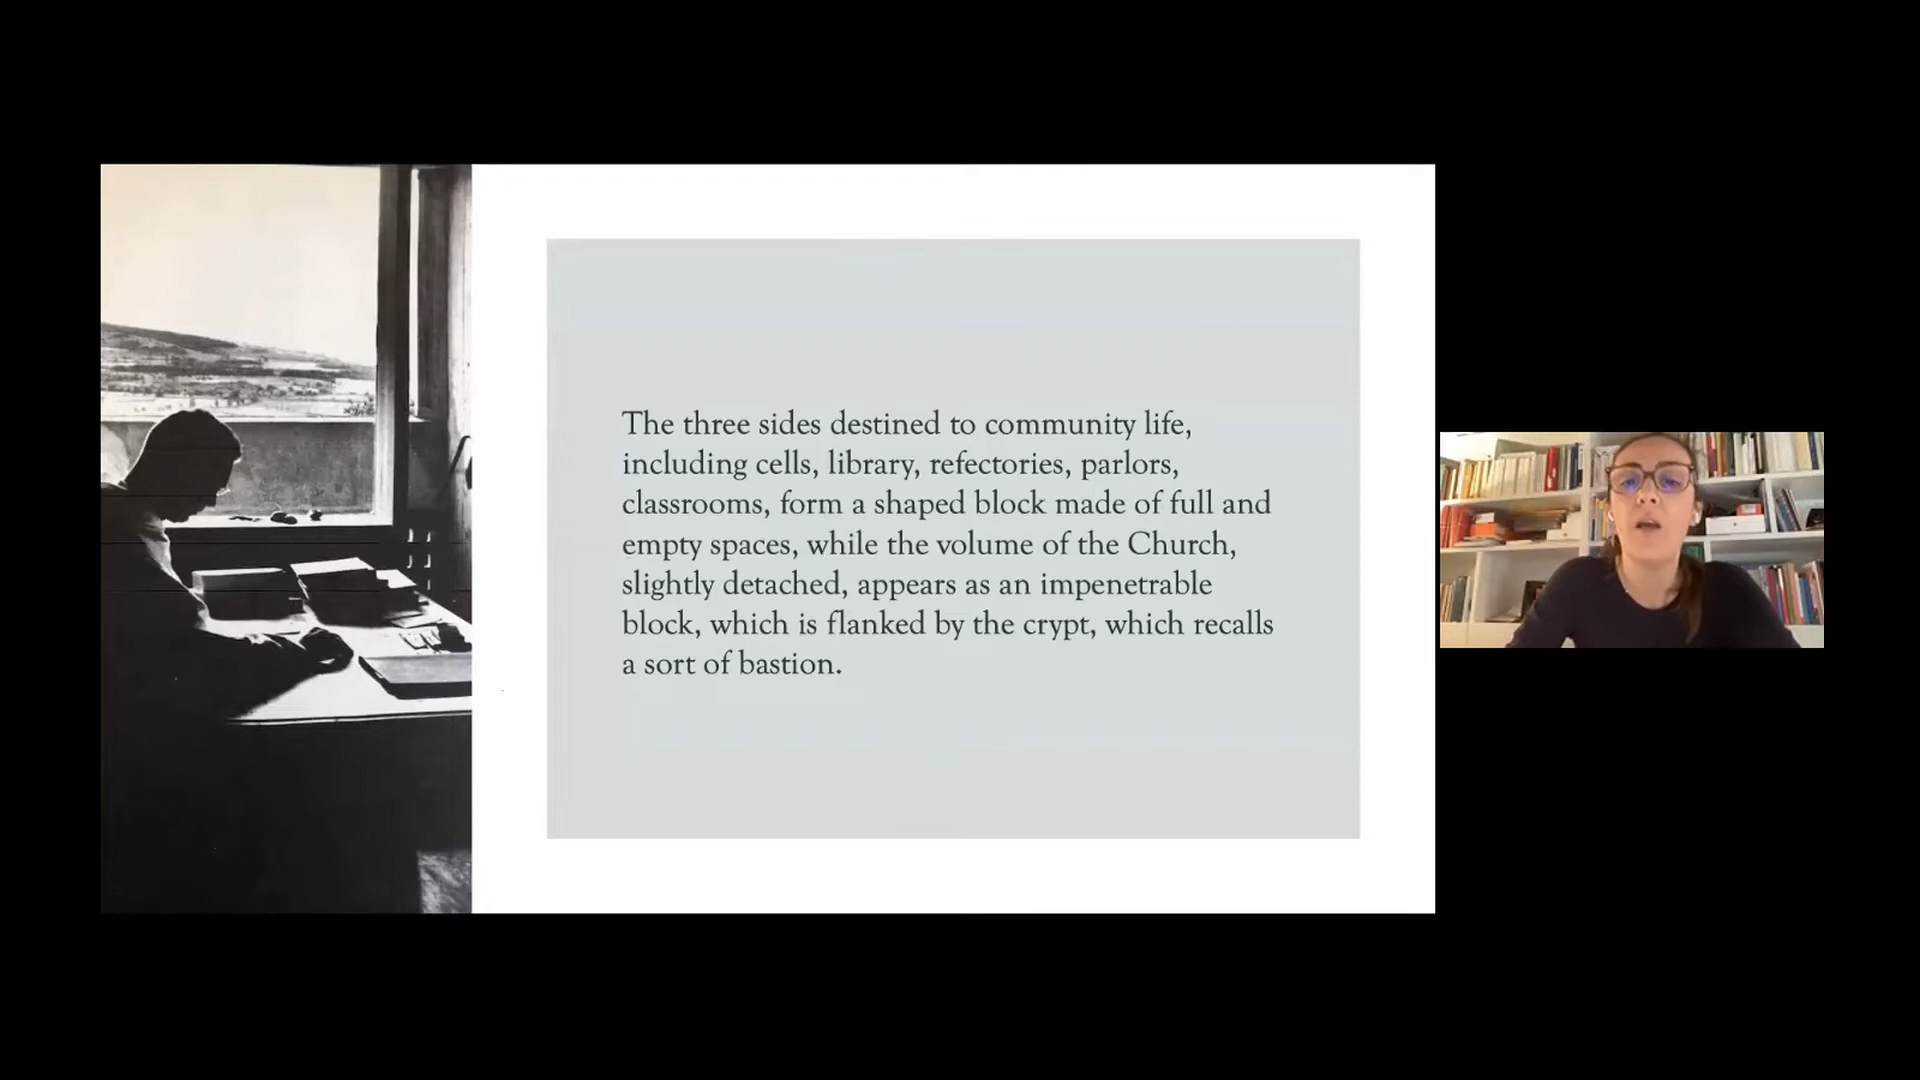 The three sides destined to community life,
including cells, library, refectories, parlors,
classrooms, form a shaped block made of full and
empty spaces, while the volume of the Church,
slightly detached, appears as an impenetrable
block, which is flanked by the crypt, which recalls
a sort of bastion.